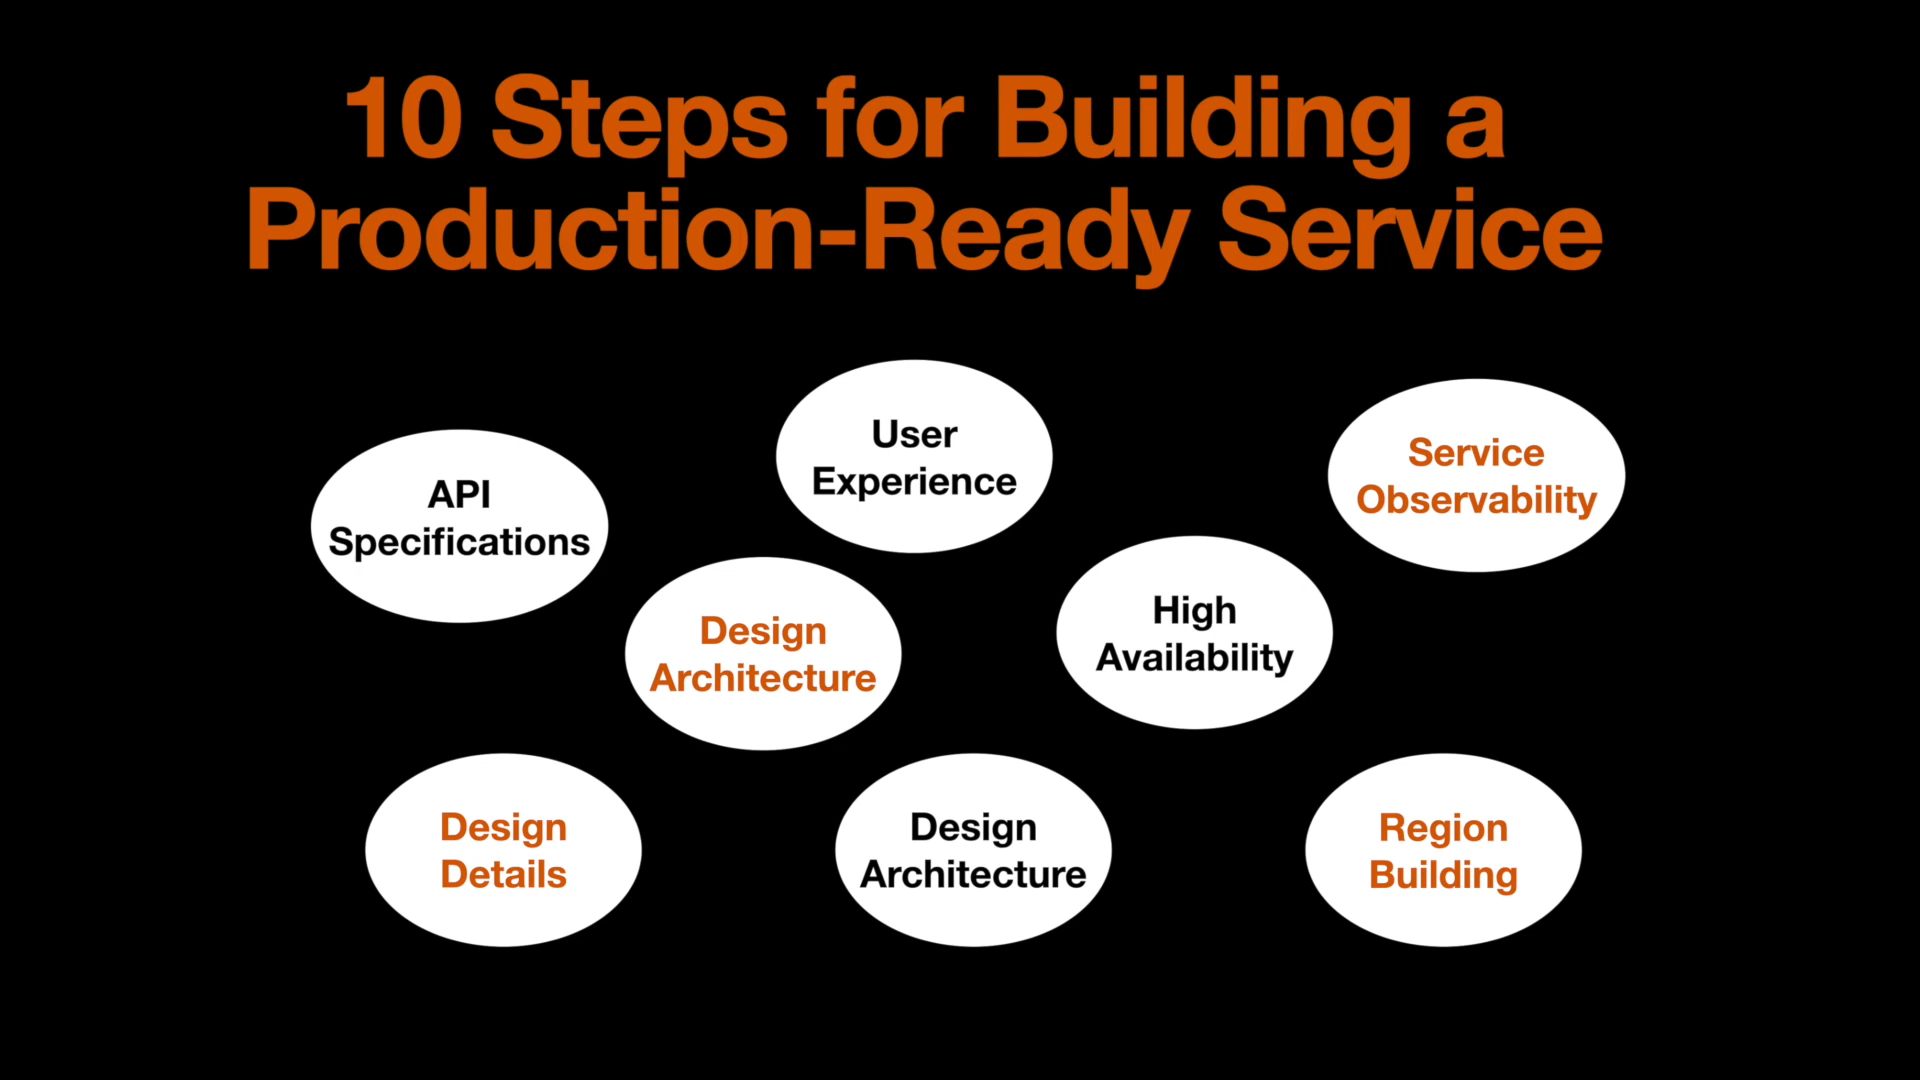 10 Steps for Building a
Production-Ready Service
API
Specifications
User
Experience
Service
Observability
Design
Architecture
High
Availability
Design
Details
Design
Architecture
Region
Building